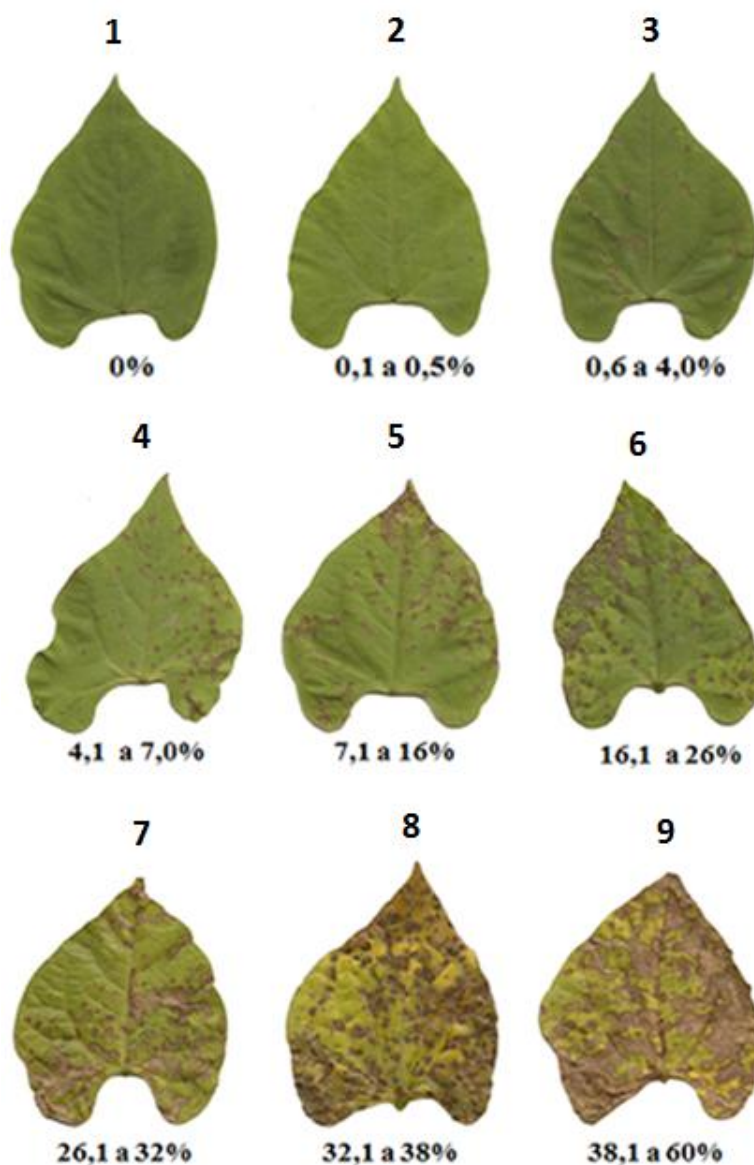 1 2 3
0% 0,1 a 0,5% 0,6 a 4,0%
4 5 6
4,1 a 7,0% 7,1 a 16% 16,1 a 26%
7 8 9
26,1 a 32% 32,1 a 38% 38,1 a 60%